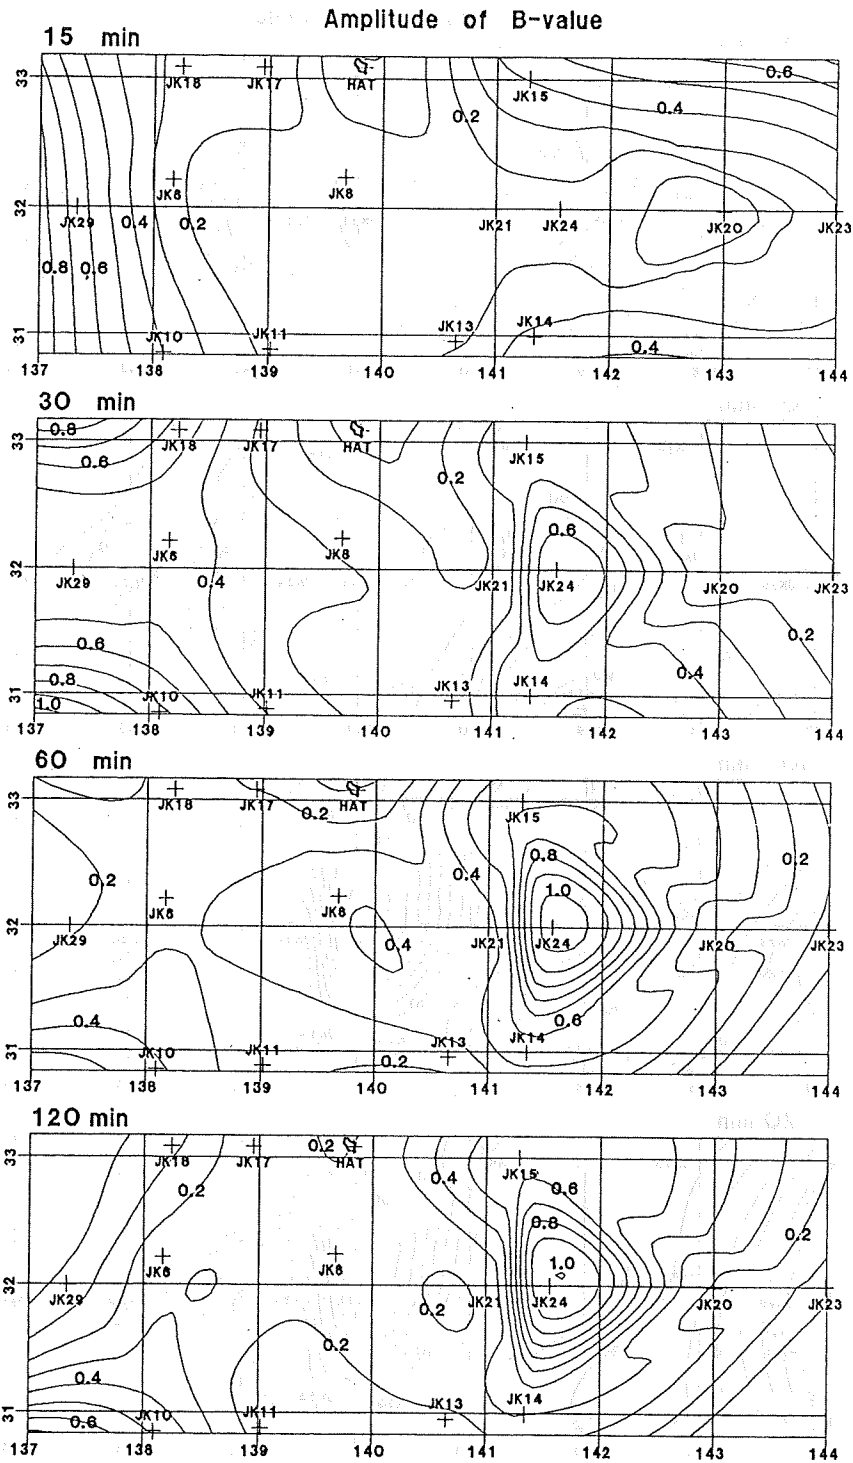 Amplitude of B-value
15 min
33
JK18
JK17
HAT
JK15
0.6
0.4
0.2
JK6
JK8
32
JK29
0.4
0.2
JK21
JK24
JK20
JK23
0.8
0.6
31
JK10
JK11
JK13
JK14
0.4
137 138 139 140 141 142 143 144
30 min
33
0.8
JK18
JK17
HAT
JK15
0.6
0.2
0.6
JK6
JK8
32
JK29
0.4
JK21
JK24
JK20
JK23
0.6
0.2
0.8
0.4
31
1.0
JK10
JK11
JK13
JK14
137 138 139 140 141 142 143 144
60 min
33
JK18
JK17
HAT
0.2
JK15
0.8
0.2
0.2
0.4
1.0
JK6
JK8
32
JK29
0.4
JK21
JK24
JK20
JK23
0.4
0.6
31
JK10
JK11
0.2
JK13
JK14
137 138 139 140 141 142 143 144
120 min
33
JK18
JK17
0.2
HAT
JK15
0.4
0.6
0.2
0.8
0.2
JK6
JK8
1.0
32
JK29
0.2
JK21
JK24
JK20
JK23
0.2
0.4
31
0.6
JK10
JK11
JK13
JK14
137 138 139 140 141 142 143 144